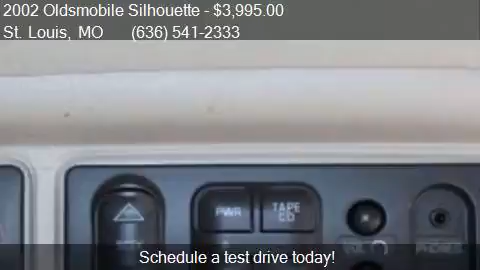 2002 Oldsmobile Silhouette - $3,995.00
St. Louis, MO (636) 541-2333
PWR
TAPE
CD
VOL
Schedule a test drive today!